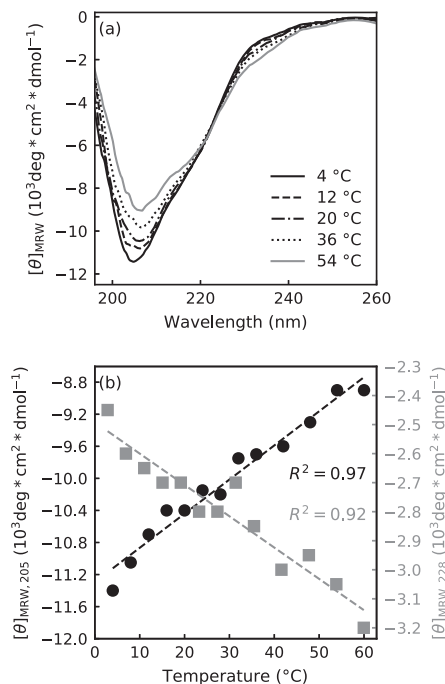 (a)
0
−2
−4
−6
−8
−10
−12
[θ]MRW (10³deg∗cm²∗dmol⁻¹)
4 °C
12 °C
20 °C
36 °C
54 °C
200 220 240 260
Wavelength (nm)
(b)
−8.8
−9.2
−9.6
−10.0
−10.4
−10.8
−11.2
−11.6
−12.0
[θ]MRW, 205 (10³deg∗cm²∗dmol⁻¹)
R² = 0.97
R² = 0.92
−2.3
−2.4
−2.5
−2.6
−2.7
−2.8
−2.9
−3.0
−3.1
−3.2
[θ]MRW, 228 (10³deg∗cm²∗dmol⁻¹)
0 10 20 30 40 50 60
Temperature (°C)